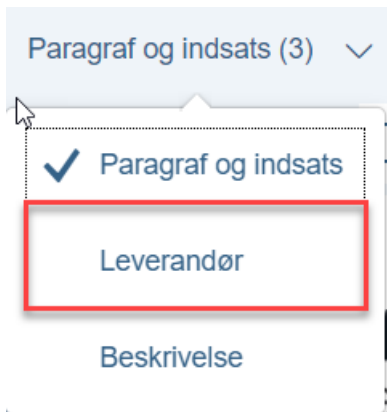 Paragraf og indsats (3)
Paragraf og indsats
Leverandør
Beskrivelse